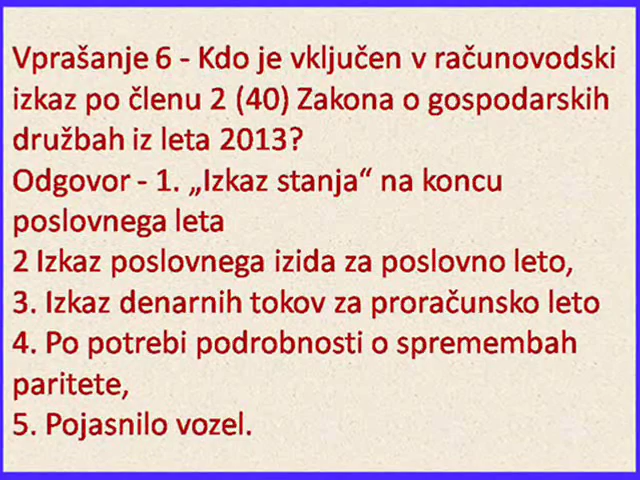 Vprašanje 6 - Kdo je vključen v računovodski
izkaz po členu 2 (40) Zakona o gospodarskih
družbah iz leta 2013?
Odgovor - 1. „Izkaz stanja“ na koncu
poslovnega leta
2 Izkaz poslovnega izida za poslovno leto,
3. Izkaz denarnih tokov za proračunsko leto
4. Po potrebi podrobnosti o spremembah
paritete,
5. Pojasnilo vozel.